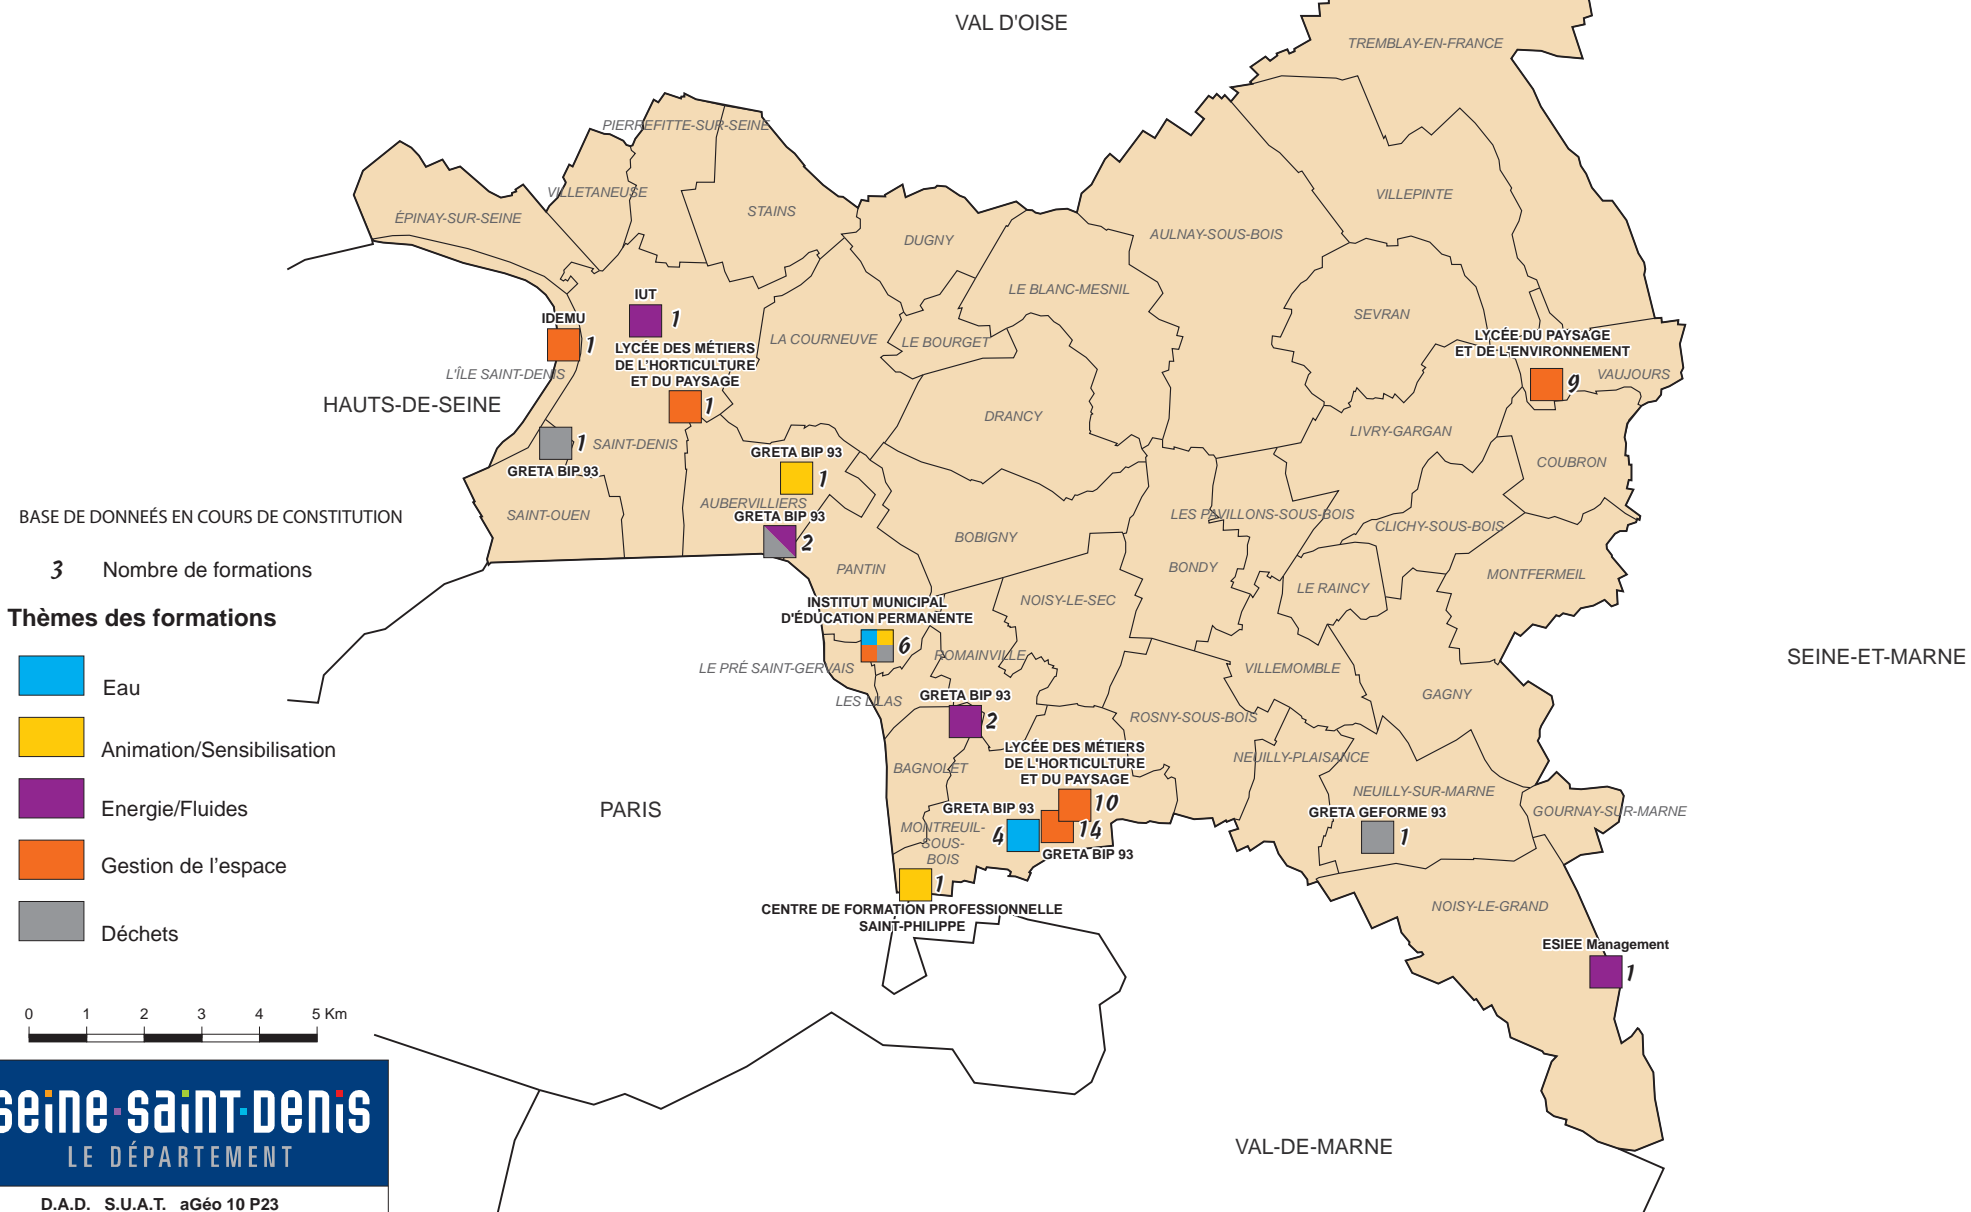 VAL D'OISE
TREMBLAY-EN-FRANCE
PIERREFITTE-SUR-SEINE
VILLETANEUSE
VILLEPINTE
ÉPINAY-SUR-SEINE
STAINS
DUGNY
AULNAY-SOUS-BOIS
LE BLANC-MESNIL
IUT
1
IDEMU
1
SEVRAN
LA COURNEUVE
LE BOURGET
LYCÉE DU PAYSAGE
ET DE L'ENVIRONNEMENT
9
VAUJOURS
LYCÉE DES MÉTIERS
DE L'HORTICULTURE
ET DU PAYSAGE
1
L'ÎLE SAINT-DENIS
HAUTS-DE-SEINE
DRANCY
LIVRY-GARGAN
1
GRETA BIP 93
SAINT-DENIS
GRETA BIP 93
1
COUBRON
AUBERVILLIERS
SAINT-OUEN
GRETA BIP 93
2
LES PAVILLONS-SOUS-BOIS
CLICHY-SOUS-BOIS
BASE DE DONNEÉS EN COURS DE CONSTITUTION
BOBIGNY
3 Nombre de formations
PANTIN
BONDY
MONTFERMEIL
LE RAINCY
NOISY-LE-SEC
INSTITUT MUNICIPAL
D'ÉDUCATION PERMANENTE
6
Thèmes des formations
ROMAINVILLE
LE PRÉ SAINT-GERVAIS
VILLEMOMBLE
SEINE-ET-MARNE
Eau
LES LILAS
GRETA BIP 93
2
GAGNY
ROSNY-SOUS-BOIS
Animation/Sensibilisation
LYCÉE DES MÉTIERS
DE L'HORTICULTURE
ET DU PAYSAGE
10
NEUILLY-PLAISANCE
BAGNOLET
NEUILLY-SUR-MARNE
Energie/Fluides
PARIS
GRETA BIP 93
4
14
GRETA BIP 93
GRETA GEFORME 93
1
GOURNAY-SUR-MARNE
MONTREUIL-
SOUS-
BOIS
Gestion de l'espace
1
CENTRE DE FORMATION PROFESSIONNELLE
SAINT-PHILIPPE
NOISY-LE-GRAND
Déchets
ESIEE Management
1
0 1 2 3 4 5 Km
seine-saint-denis
LE DÉPARTEMENT
VAL-DE-MARNE
D.A.D. S.U.A.T. aGéo 10 P23